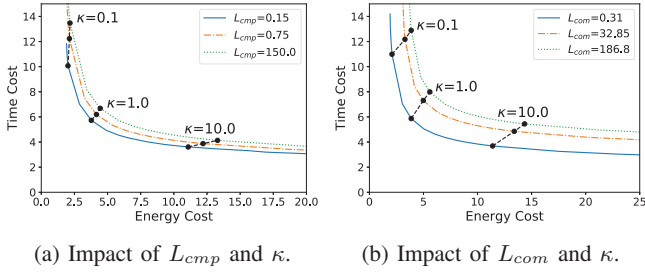 14
12
10
8
6
4
2
0
Time Cost
κ=0.1
κ=1.0
κ=10.0
L_cmp=0.15
L_cmp=0.75
L_cmp=150.0
0.0 2.5 5.0 7.5 10.0 12.5 15.0 17.5 20.0
Energy Cost
(a) Impact of L_cmp and κ.
14
12
10
8
6
4
2
0
Time Cost
κ=0.1
κ=1.0
κ=10.0
L_com=0.31
L_com=32.85
L_com=186.8
0 5 10 15 20 25
Energy Cost
(b) Impact of L_com and κ.